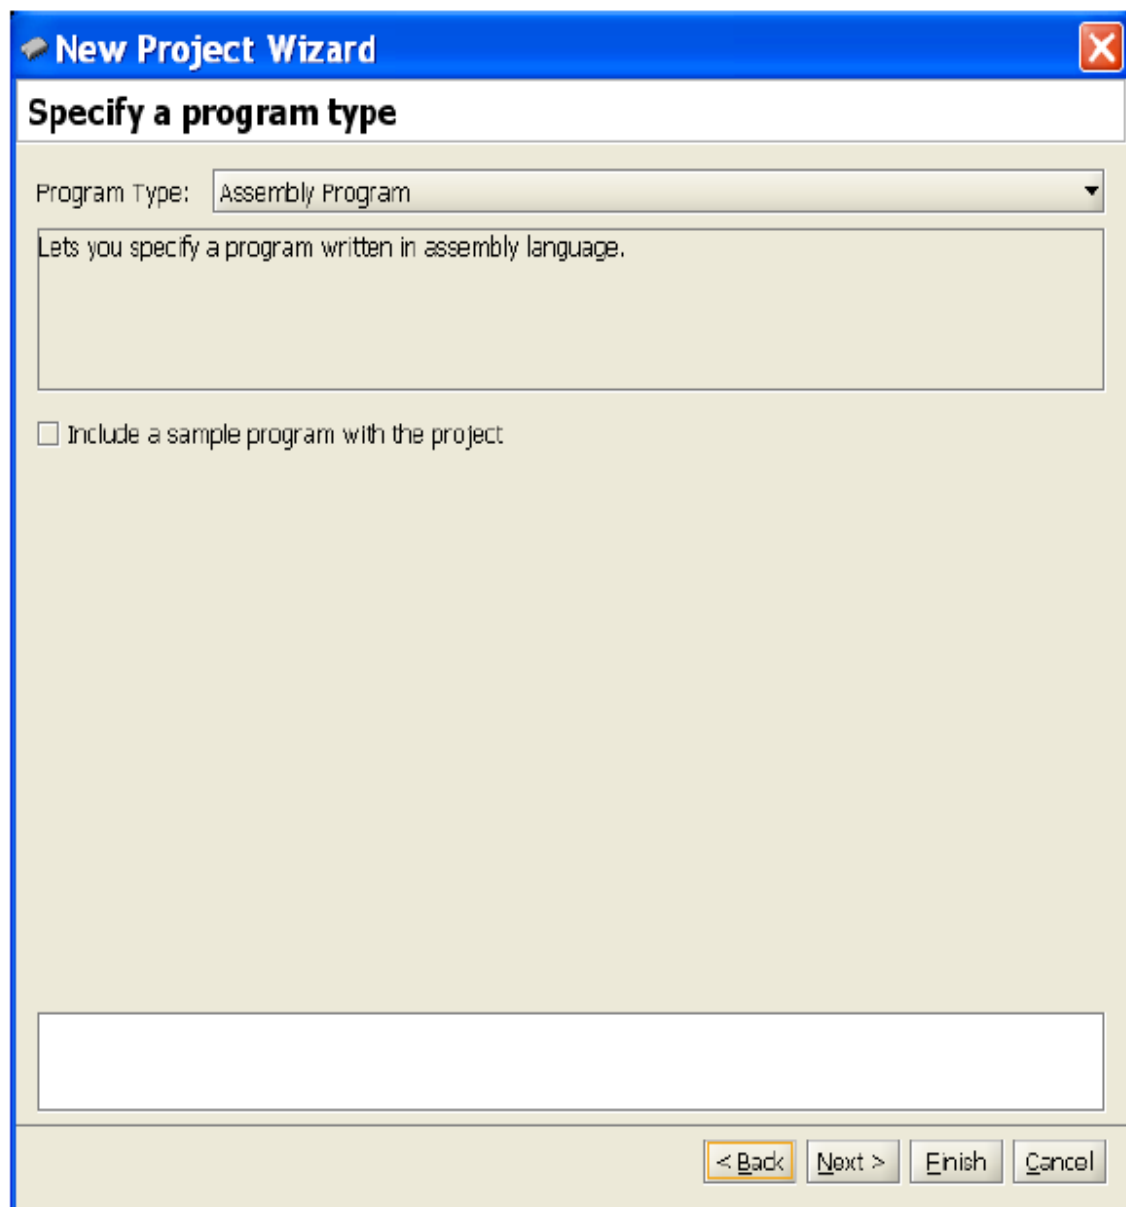 New Project Wizard
Specify a program type
Program Type: Assembly Program
Lets you specify a program written in assembly language.
Include a sample program with the project
< Back Next > Finish Cancel